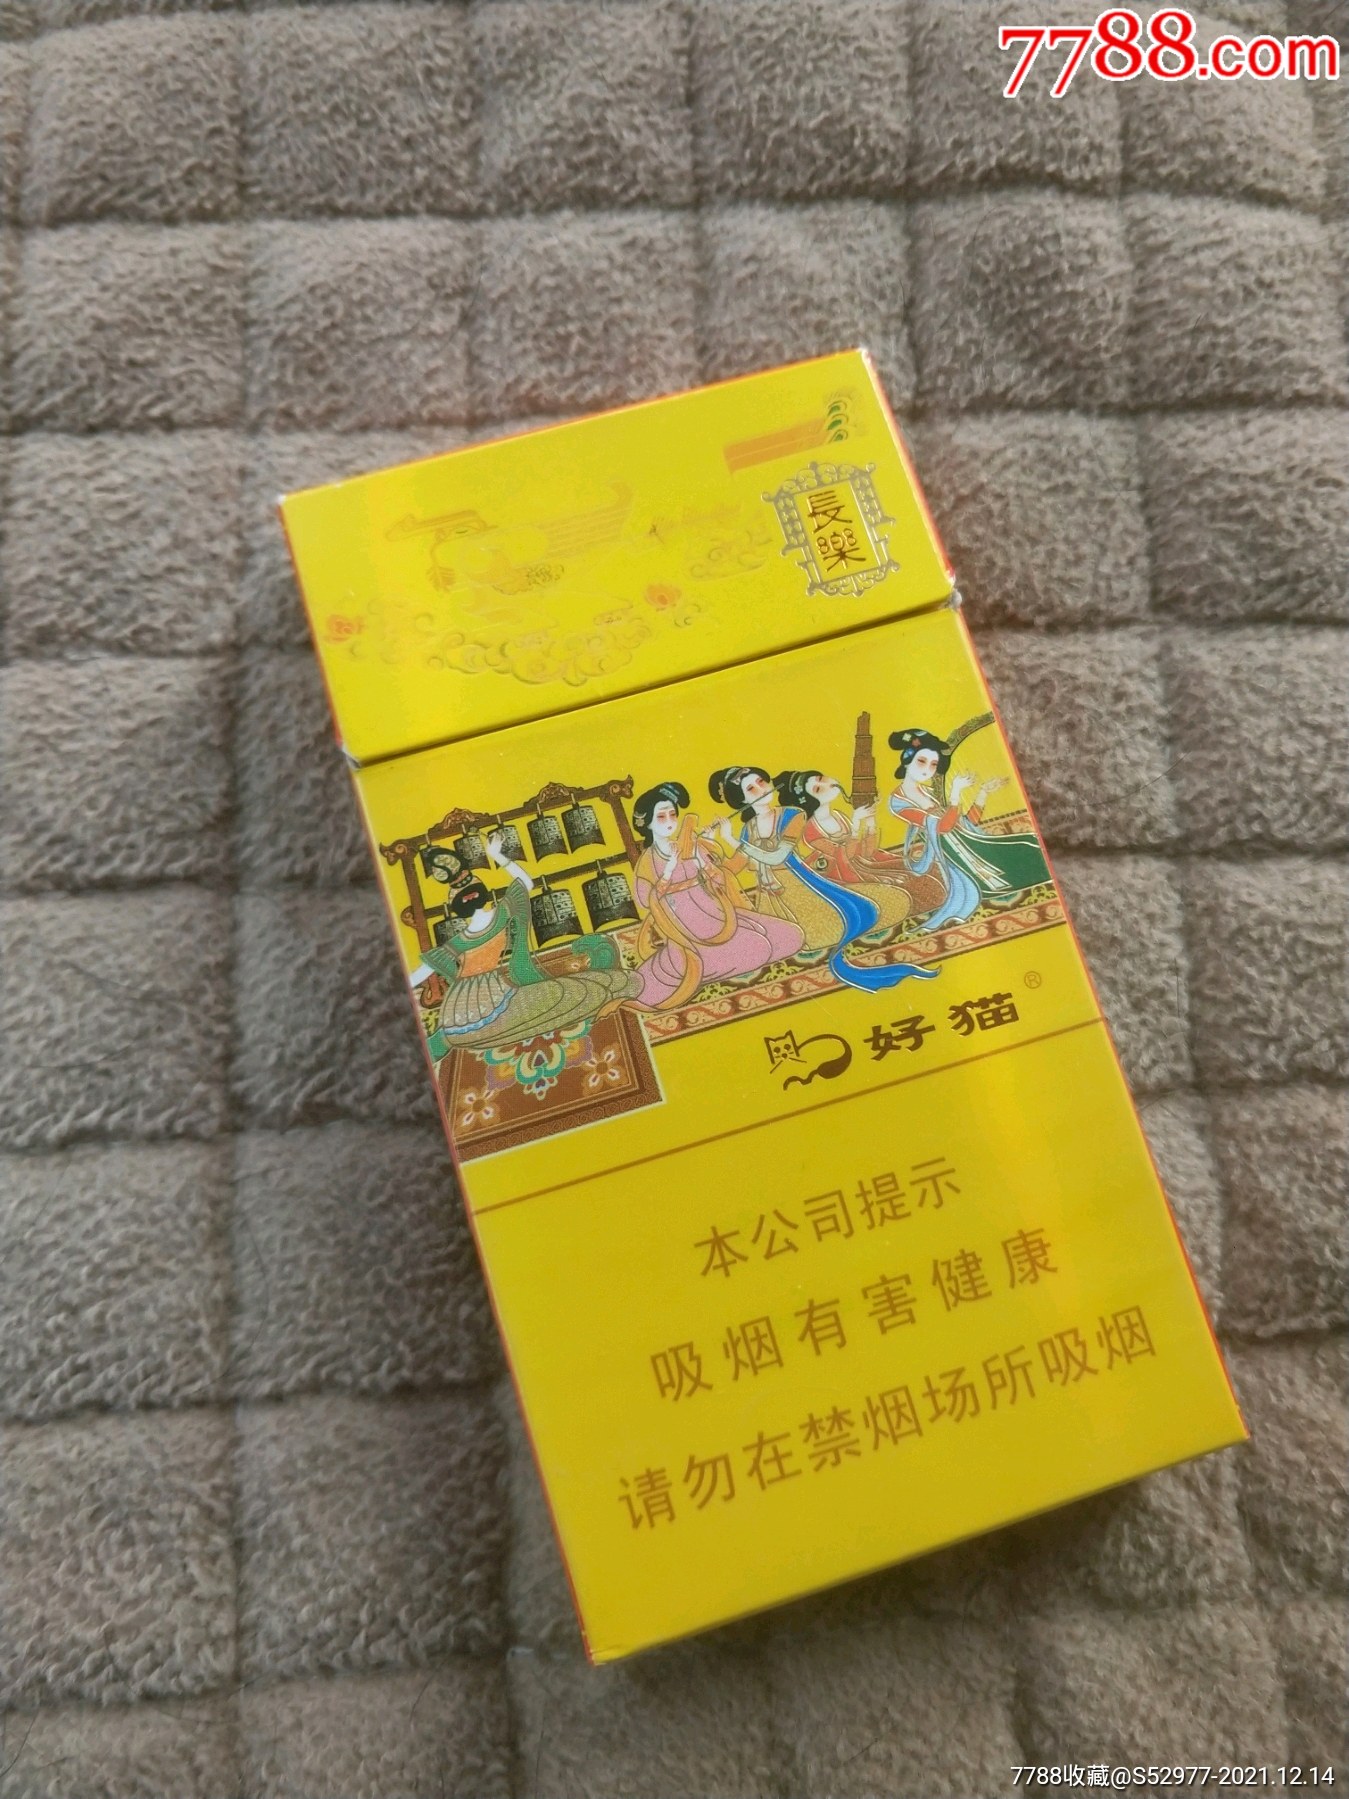 7788.com
長樂
好猫®
本公司提示
吸烟有害健康
请勿在禁烟场所吸烟
7788收藏@S52977-2021.12.14